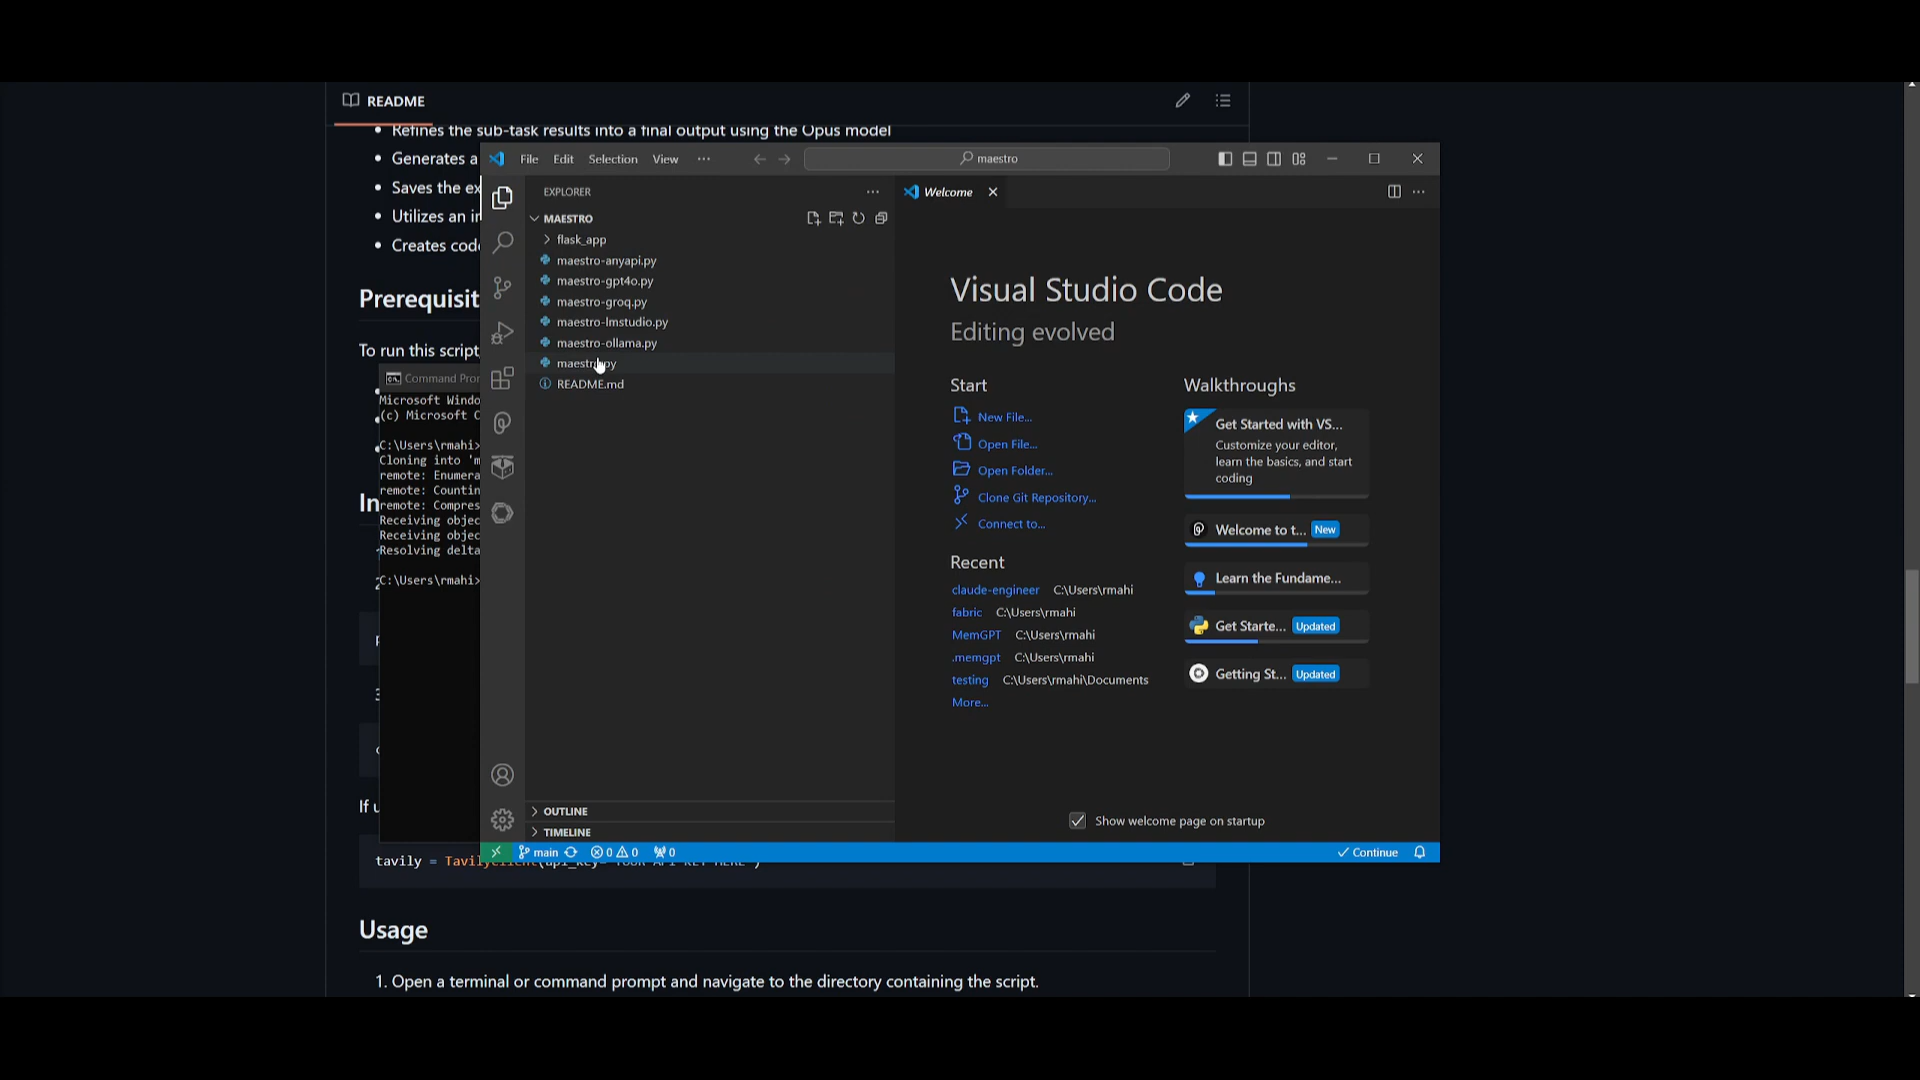 README
Refines the sub-task results into a final output using the Opus model
Generates a
Saves the ex
Utilizes an in
Creates code
Prerequisit
To run this script,
File Edit Selection View
maestro
EXPLORER
MAESTRO
flask_app
maestro-anyapi.py
maestro-gpt4o.py
maestro-groq.py
maestro-lmstudio.py
maestro-ollama.py
README.md
OUTLINE
TIMELINE
Welcome
Visual Studio Code
Editing evolved
Start
New File...
Open File...
Open Folder...
Clone Git Repository...
Connect to...
Recent
claude-engineer C:\Users\rmahi
fabric C:\Users\rmahi
MemGPT C:\Users\rmahi
.memgpt C:\Users\rmahi
testing C:\Users\rmahi\Documents
More...
Walkthroughs
Get Started with VS...
Customize your editor,
learn the basics, and start
coding
Welcome to t... New
Learn the Fundame...
Get Starte... Updated
Getting St... Updated
Show welcome page on startup
main 0 0 0
Continue
Command Pro
Microsoft Windo
(c) Microsoft C
C:\Users\rmahi>
Cloning into 'm
remote: Enumera
remote: Countin
remote: Compres
Receiving objec
Receiving objec
Resolving delta
C:\Users\rmahi>
In
If u
tavily = Tavil
Usage
1. Open a terminal or command prompt and navigate to the directory containing the script.